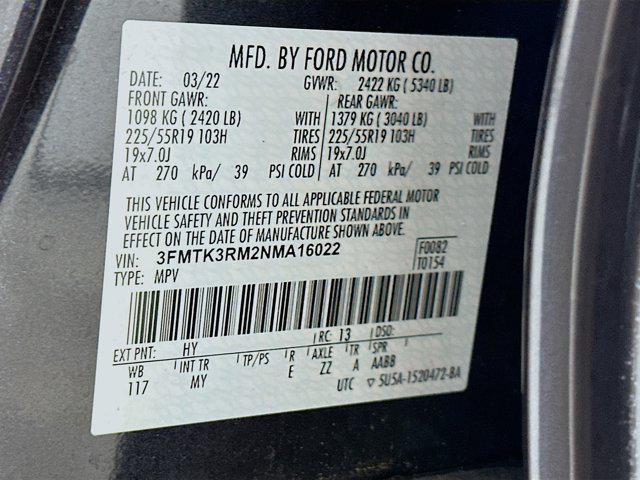 MFD. BY FORD MOTOR CO.
DATE: 03/22 GVWR: 2422 KG ( 5340 LB)
FRONT GAWR: REAR GAWR:
1098 KG ( 2420 LB) WITH 1379 KG ( 3040 LB) WITH
225/55R19 103H TIRES 225/55R19 103H TIRES
19x7.0J RIMS 19x7.0J RIMS
AT 270 kPa/ 39 PSI COLD AT 270 kPa/ 39 PSI COLD
THIS VEHICLE CONFORMS TO ALL APPLICABLE FEDERAL MOTOR
VEHICLE SAFETY AND THEFT PREVENTION STANDARDS IN
EFFECT ON THE DATE OF MANUFACTURE SHOWN ABOVE.
VIN: 3FMTK3RM2NMA16022 F0082
TYPE: MPV T0154
EXT PNT: HY RC: 13 DSO:
WB INT TR TP/PS R AXLE TR SPR
117 MY E ZZ A AABB
UTC ▽ 5U5A-1520472-BA